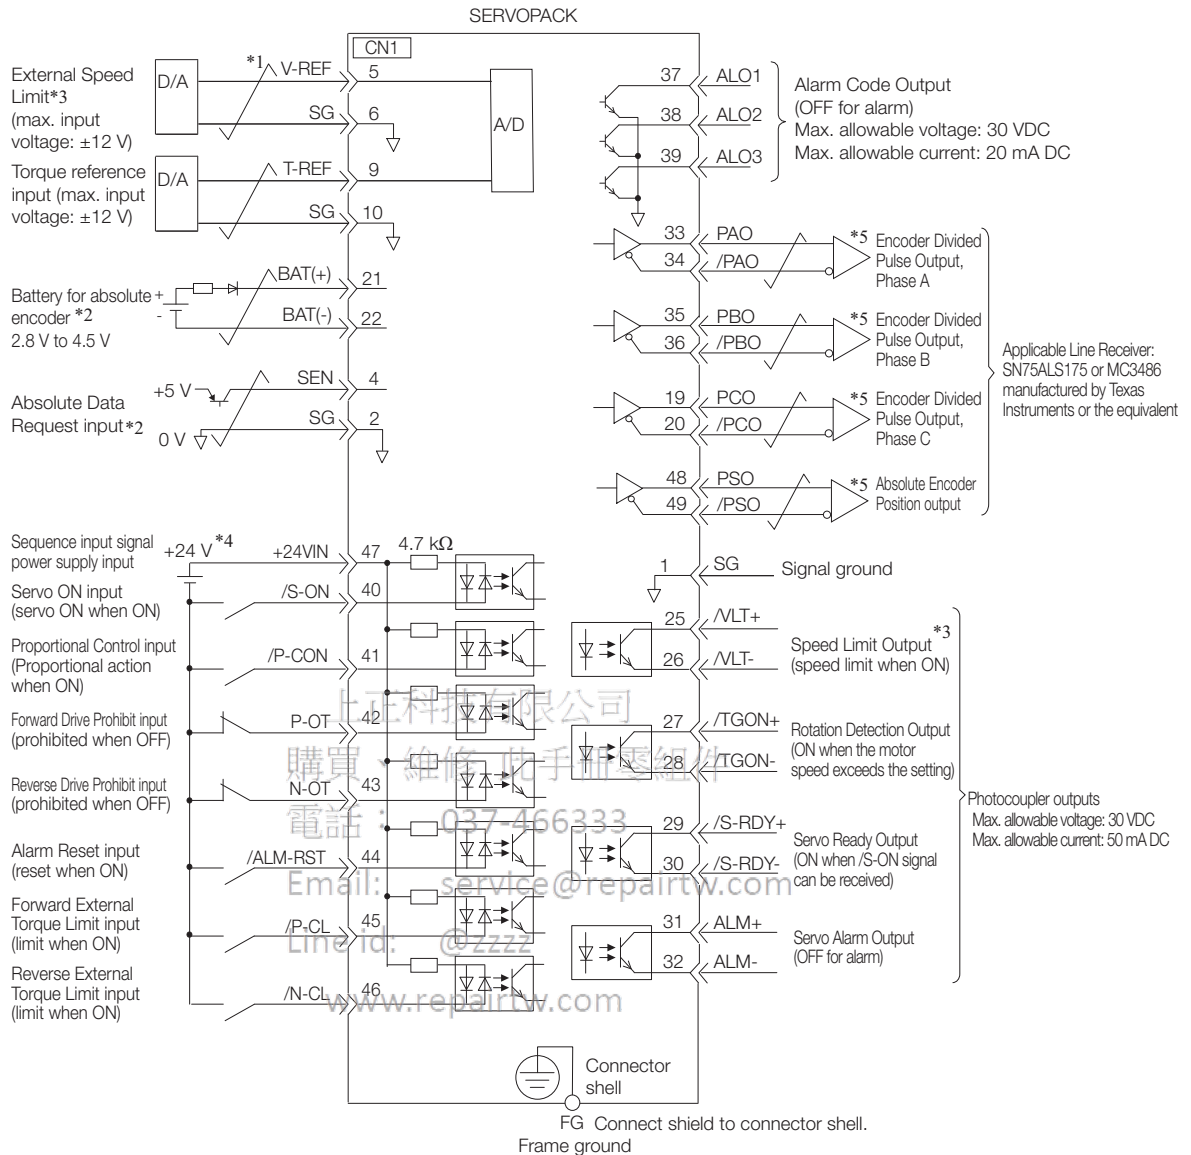 SERVOPACK
CN1
External Speed
Limit*3
(max. input
voltage: ±12 V)
D/A
*1
V-REF
5
SG
6
A/D
Torque reference
input (max. input
voltage: ±12 V)
D/A
T-REF
9
SG
10
Battery for absolute
encoder *2
2.8 V to 4.5 V
+
-
BAT(+)
21
BAT(-)
22
Absolute Data
Request input*2
+5 V
0 V
SEN
4
SG
2
37
ALO1
38
ALO2
39
ALO3
Alarm Code Output
(OFF for alarm)
Max. allowable voltage: 30 VDC
Max. allowable current: 20 mA DC
33
PAO
34
/PAO
*5 Encoder Divided
Pulse Output,
Phase A
35
PBO
36
/PBO
*5 Encoder Divided
Pulse Output,
Phase B
19
PCO
20
/PCO
*5 Encoder Divided
Pulse Output,
Phase C
48
PSO
49
/PSO
*5 Absolute Encoder
Position output
Applicable Line Receiver:
SN75ALS175 or MC3486
manufactured by Texas
Instruments or the equivalent
1
SG
Signal ground
Sequence input signal
power supply input
+24 V *4
+24VIN
47
4.7 kΩ
Servo ON input
(servo ON when ON)
/S-ON
40
Proportional Control input
(Proportional action
when ON)
/P-CON
41
Forward Drive Prohibit input
(prohibited when OFF)
P-OT
42
Reverse Drive Prohibit input
(prohibited when OFF)
N-OT
43
Alarm Reset input
(reset when ON)
/ALM-RST
44
Forward External
Torque Limit input
(limit when ON)
/P-CL
45
Reverse External
Torque Limit input
(limit when ON)
/N-CL
46
25
/VLT+
26
/VLT-
Speed Limit Output*3
(speed limit when ON)
27
/TGON+
28
/TGON-
Rotation Detection Output
(ON when the motor
speed exceeds the setting)
29
/S-RDY+
30
/S-RDY-
Servo Ready Output
(ON when /S-ON signal
can be received)
31
ALM+
32
ALM-
Servo Alarm Output
(OFF for alarm)
Photocoupler outputs
Max. allowable voltage: 30 VDC
Max. allowable current: 50 mA DC
上正科技有限公司
購買、維修 此手冊零組件
電話： 037-466333
Email: service@repairtw.com
Line id: @zzzz
www.repairtw.com
Connector
shell
FG Connect shield to connector shell.
Frame ground